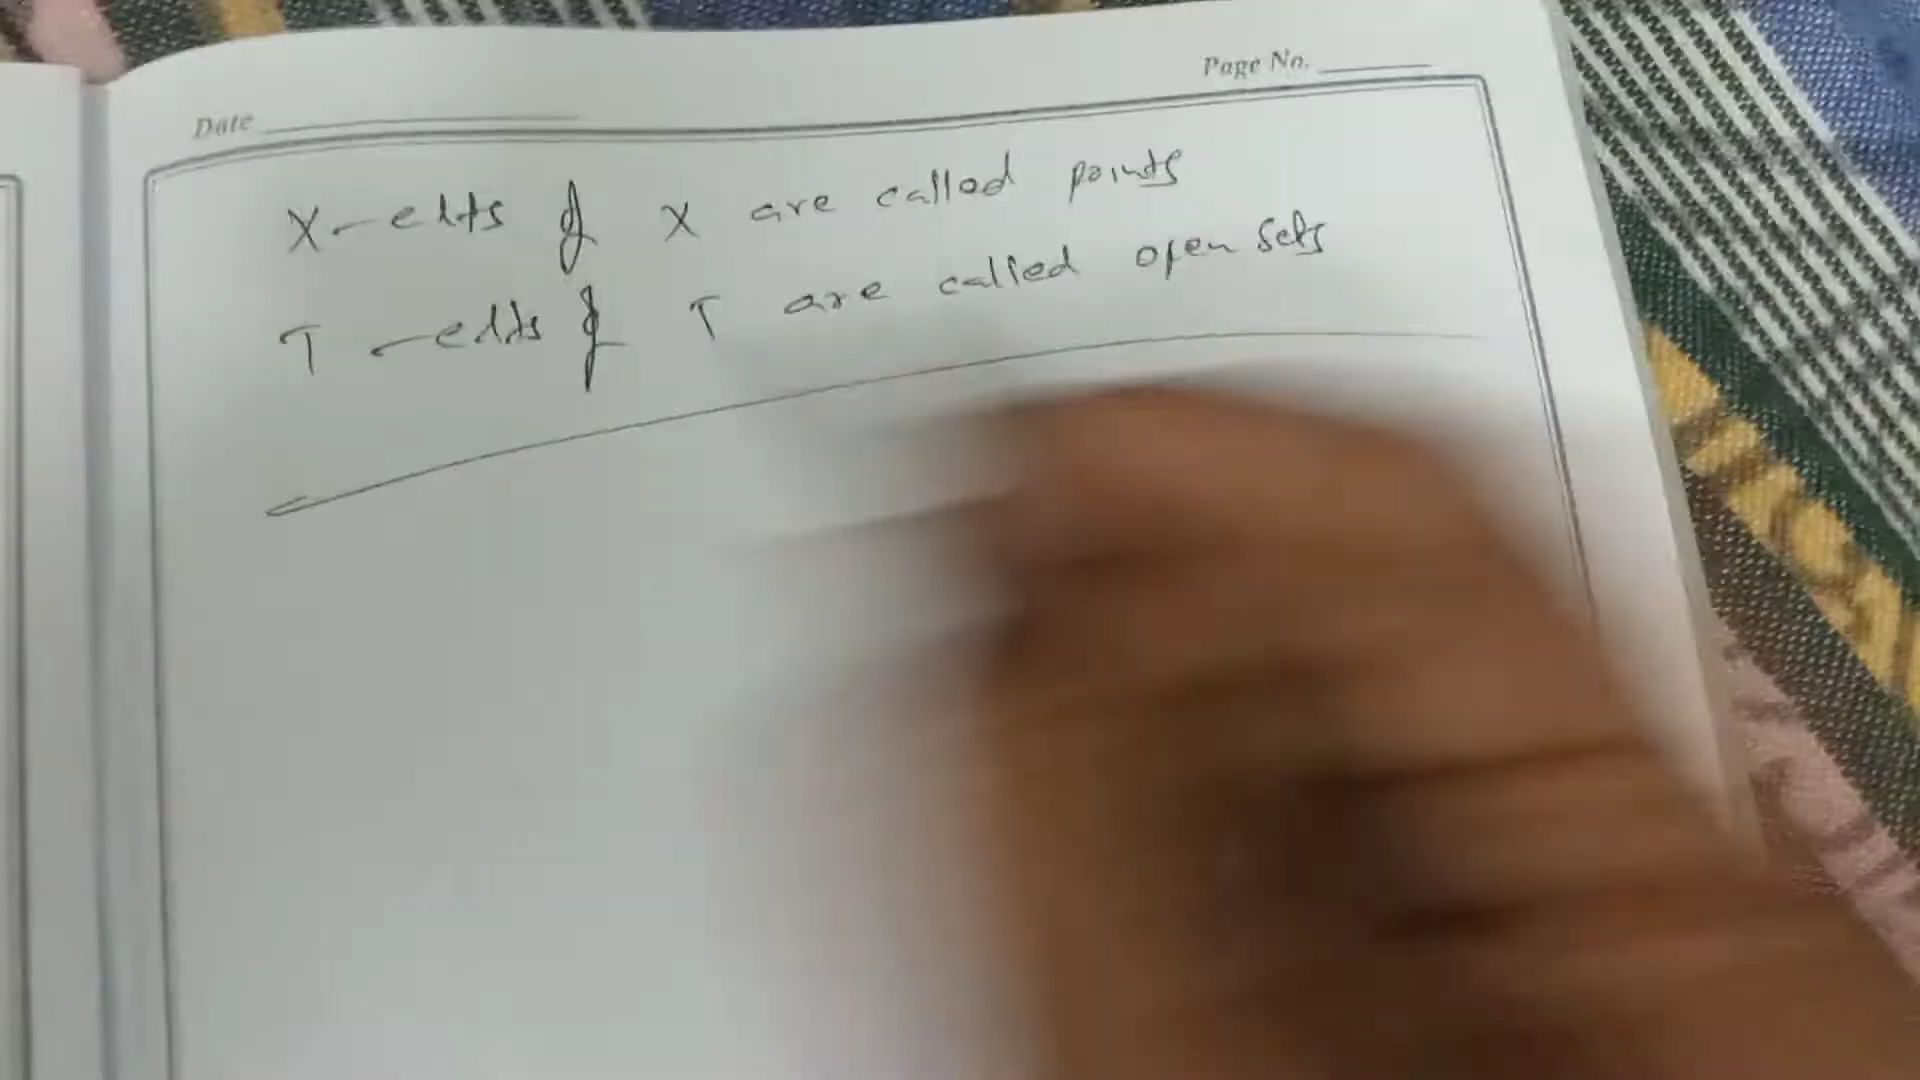 Date
Page No.
X - elts of X are called points
T - elts of T are called open sets